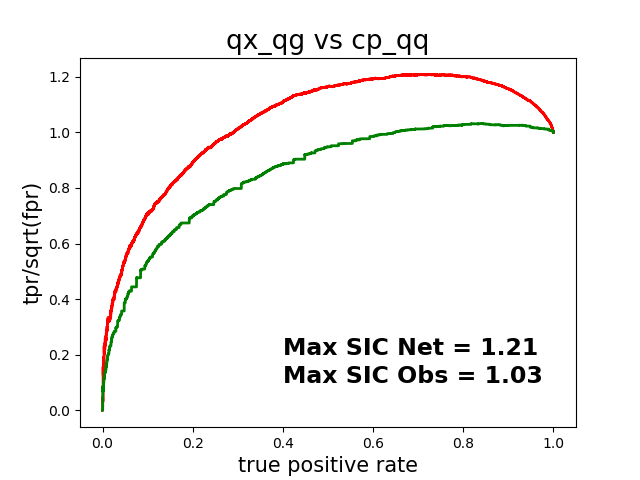 qx_qg vs cp_qq
tpr/sqrt(fpr)
1.2
1.0
0.8
0.6
0.4
0.2
0.0
Max SIC Net = 1.21
Max SIC Obs = 1.03
0.0 0.2 0.4 0.6 0.8 1.0
true positive rate